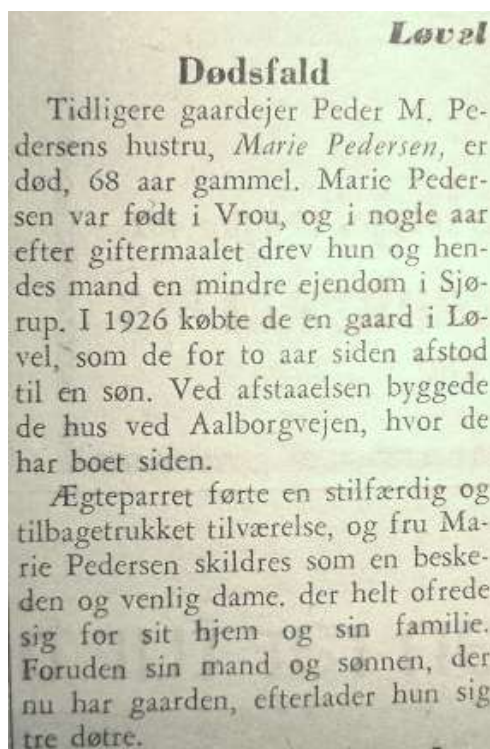 Løvel
Dødsfald
Tidligere gaardejer Peder M. Pe-
dersens hustru, Marie Pedersen, er
død, 68 aar gammel. Marie Peder-
sen var født i Vrou, og i nogle aar
efter giftermaalet drev hun og hen-
des mand en mindre ejendom i Sjø-
rup. I 1926 købte de en gaard i Lø-
vel, som de for to aar siden afstod
til en søn. Ved afstaaelsen byggede
de hus ved Aalborgvejen, hvor de
har boet siden.
Ægteparret førte en stilfærdig og
tilbagetrukket tilværelse, og fru Ma-
rie Pedersen skildres som en beske-
den og venlig dame. der helt ofrede
sig for sit hjem og sin familie.
Foruden sin mand og sønnen, der
nu har gaarden, efterlader hun sig
tre døtre.